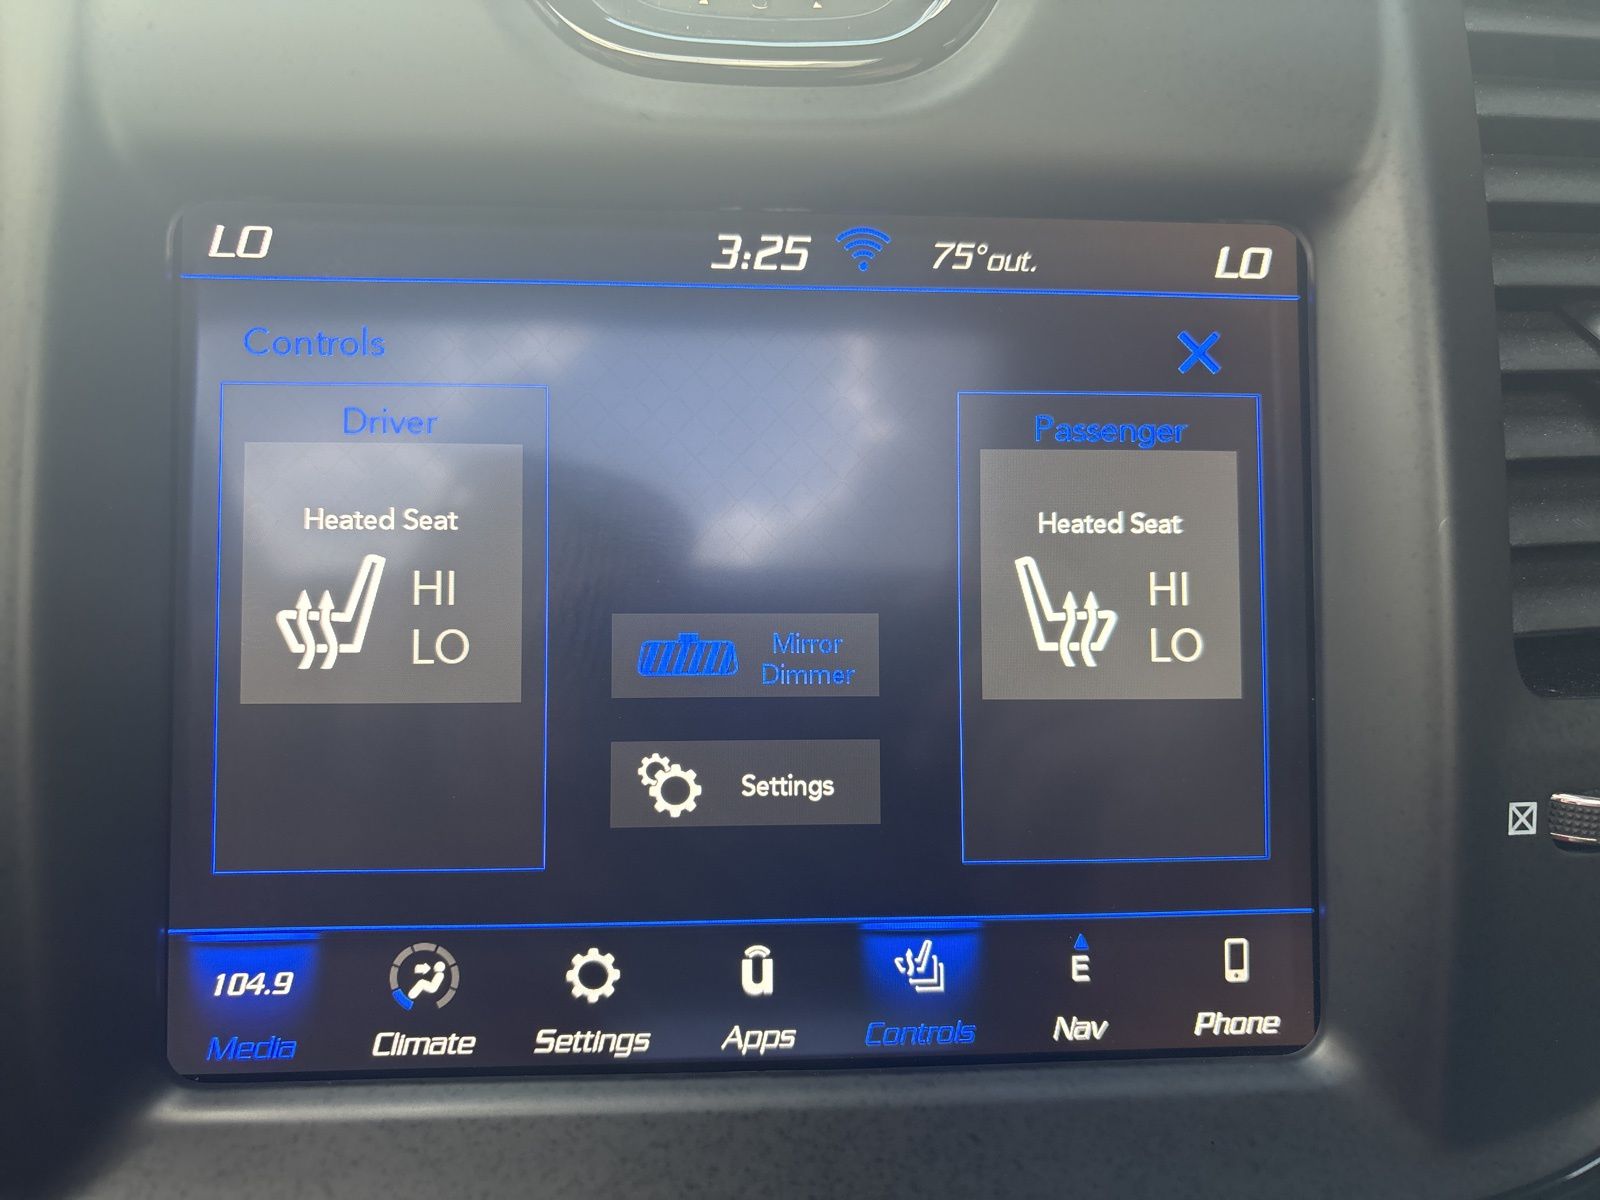 LO 3:25 75°out. LO
Controls
Driver
Heated Seat
HI
LO
Mirror
Dimmer
Settings
Passenger
Heated Seat
HI
LO
104.9
Media
Climate
Settings
u
Apps
Controls
E
Nav
Phone